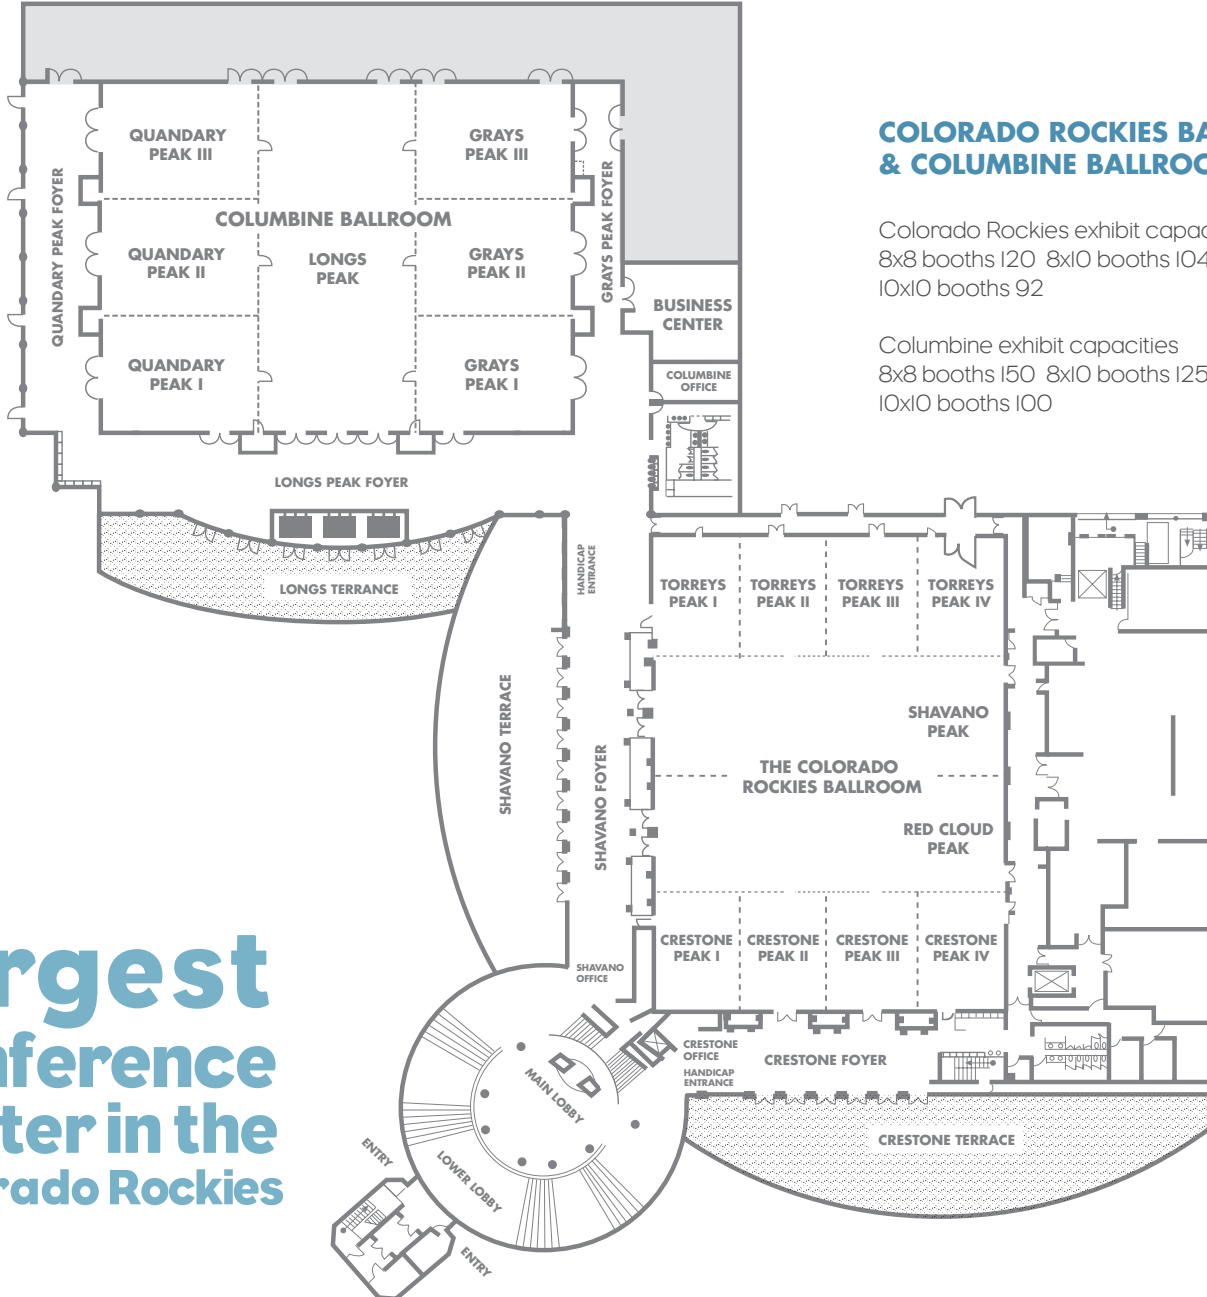 QUANDARY
PEAK III
GRAYS
PEAK III
QUANDARY PEAK FOYER
GRAYS PEAK FOYER
COLUMBINE BALLROOM
QUANDARY
PEAK II
LONGS
PEAK
GRAYS
PEAK II
QUANDARY
PEAK I
GRAYS
PEAK I
BUSINESS
CENTER
COLUMBINE
OFFICE
LONGS PEAK FOYER
LONGS TERRANCE
HANDICAP
ENTRANCE
COLORADO ROCKIES BA
& COLUMBINE BALLROO
Colorado Rockies exhibit capac
8x8 booths 120 8x10 booths 104
10x10 booths 92
Columbine exhibit capacities
8x8 booths 150 8x10 booths 125
10x10 booths 100
TORREYS
PEAK I
TORREYS
PEAK II
TORREYS
PEAK III
TORREYS
PEAK IV
SHAVANO TERRACE
SHAVANO FOYER
SHAVANO
PEAK
THE COLORADO
ROCKIES BALLROOM
RED CLOUD
PEAK
CRESTONE
PEAK I
CRESTONE
PEAK II
CRESTONE
PEAK III
CRESTONE
PEAK IV
SHAVANO
OFFICE
CRESTONE
OFFICE
HANDICAP
ENTRANCE
CRESTONE FOYER
CRESTONE TERRACE
MAIN LOBBY
LOWER LOBBY
ENTRY
ENTRY
rgest
nference
ter in the
rado Rockies